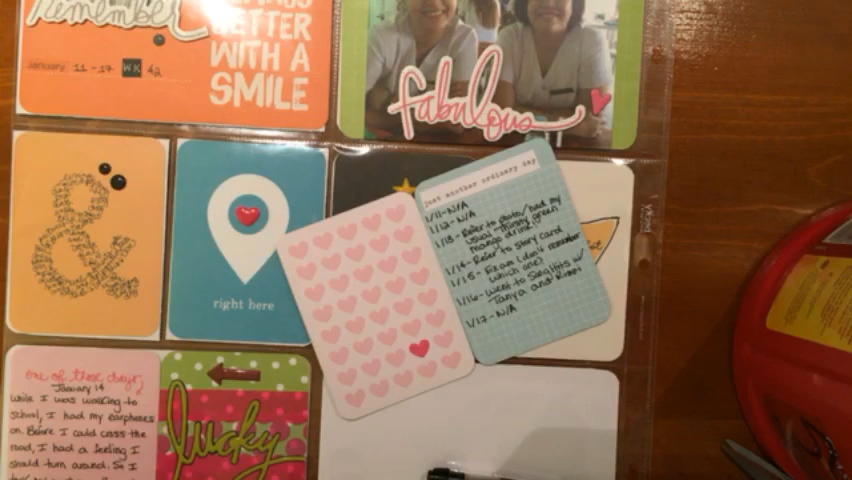 Remember
BETTER
WITH A
SMILE
January 11-17 WK
fabulous
&
right here
Just another ordinary day
1/11-N/A
1/12-N/A
1/13-Refer to photo/had my
usual Thirsty green
mango drink!
1/14-Refer to story card
1/15-Exam (don't remember
which one)
1/16-Went to w/
Tanya and
1/17-N/A
one of those days
January 14
while I was walking to
school, I had my earphones
on. Before I could cross the
road, I had a feeling I
should turn around. So I
lucky